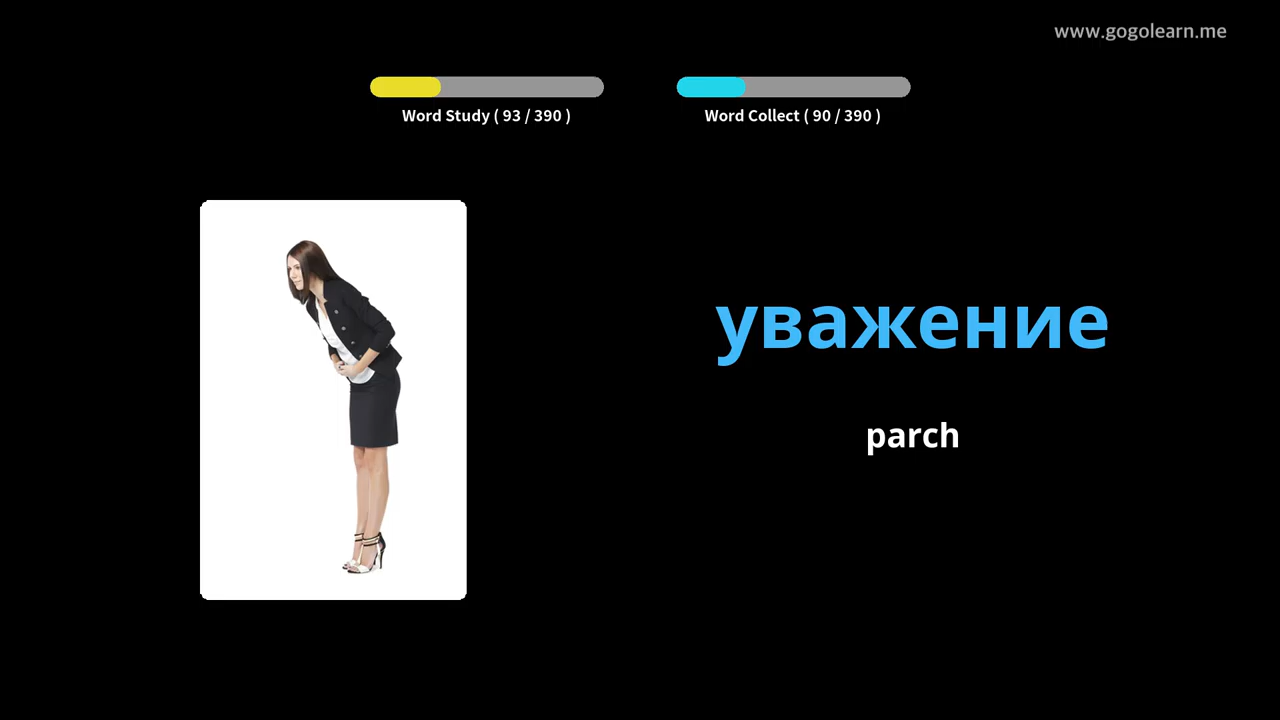 www.gogolearn.me
Word Study ( 93 / 390 )
Word Collect ( 90 / 390 )
уважение
parch